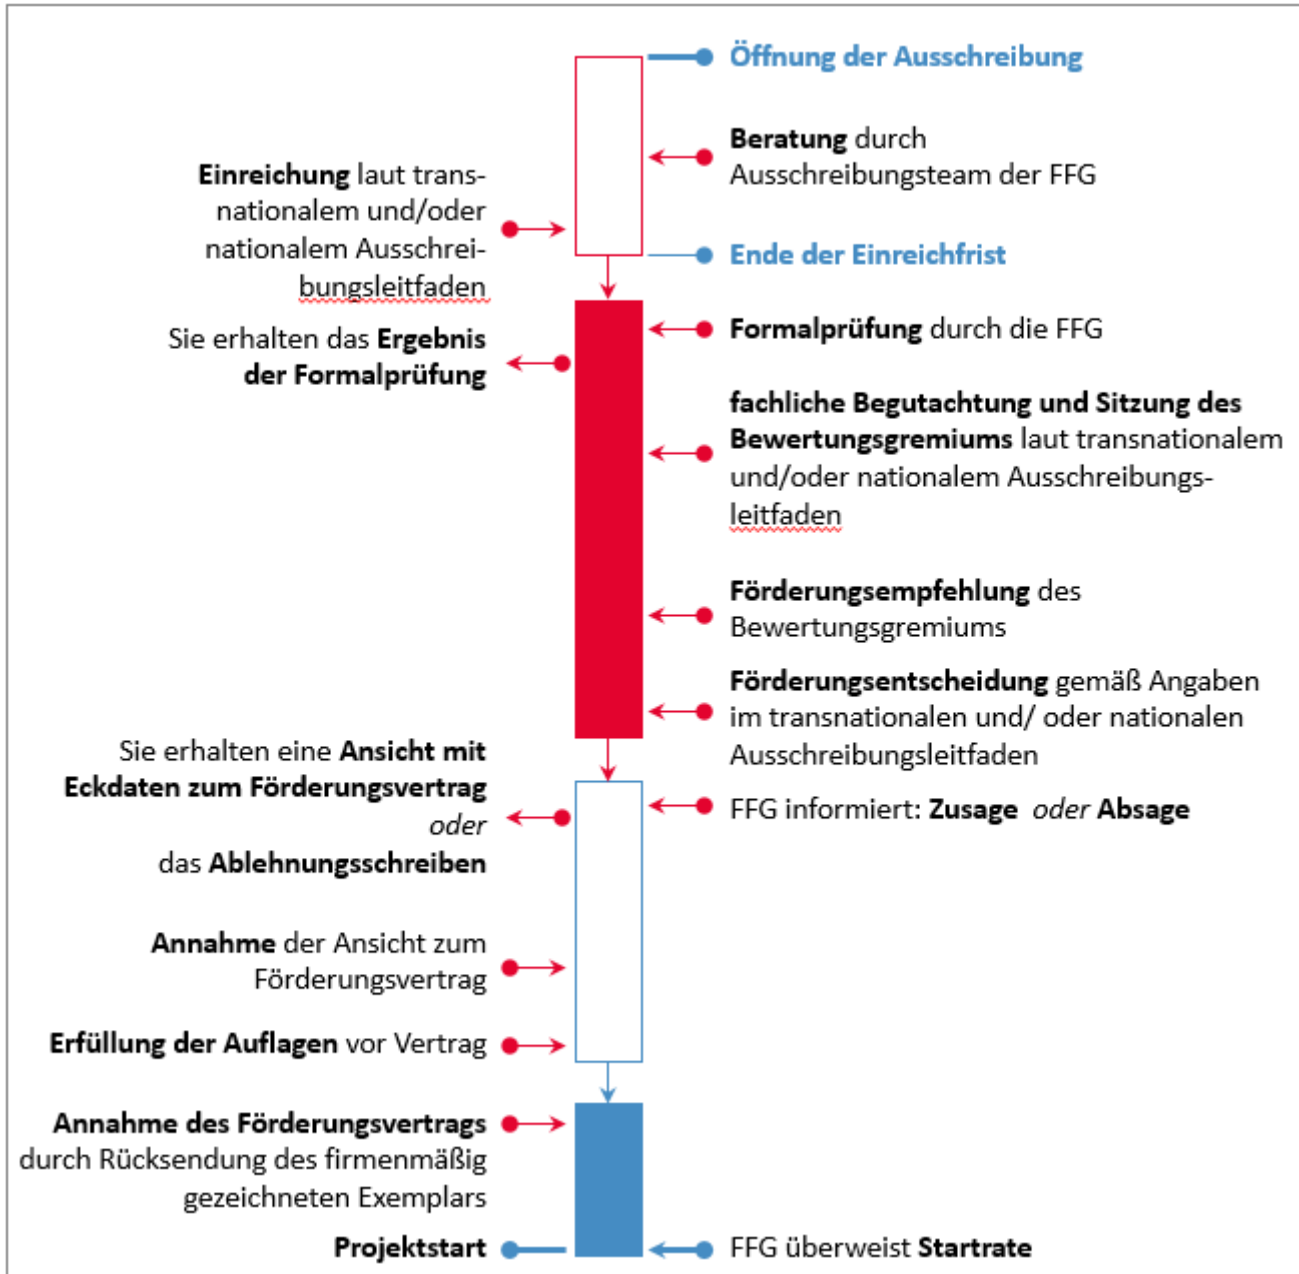 Öffnung der Ausschreibung
Beratung durch
Ausschreibungsteam der FFG
Einreichung laut trans-
nationalem und/oder
nationalem Ausschrei-
bungsleitfaden
Ende der Einreichfrist
Formalprüfung durch die FFG
Sie erhalten das Ergebnis
der Formalprüfung
fachliche Begutachtung und Sitzung des
Bewertungsgremiums laut transnationalem
und/oder nationalem Ausschreibungs-
leitfaden
Förderungsempfehlung des
Bewertungsgremiums
Förderungsentscheidung gemäß Angaben
im transnationalen und/ oder nationalen
Ausschreibungsleitfaden
Sie erhalten eine Ansicht mit
Eckdaten zum Förderungsvertrag
oder
das Ablehnungsschreiben
FFG informiert: Zusage oder Absage
Annahme der Ansicht zum
Förderungsvertrag
Erfüllung der Auflagen vor Vertrag
Annahme des Förderungsvertrags
durch Rücksendung des firmenmäßig
gezeichneten Exemplars
Projektstart
FFG überweist Startrate